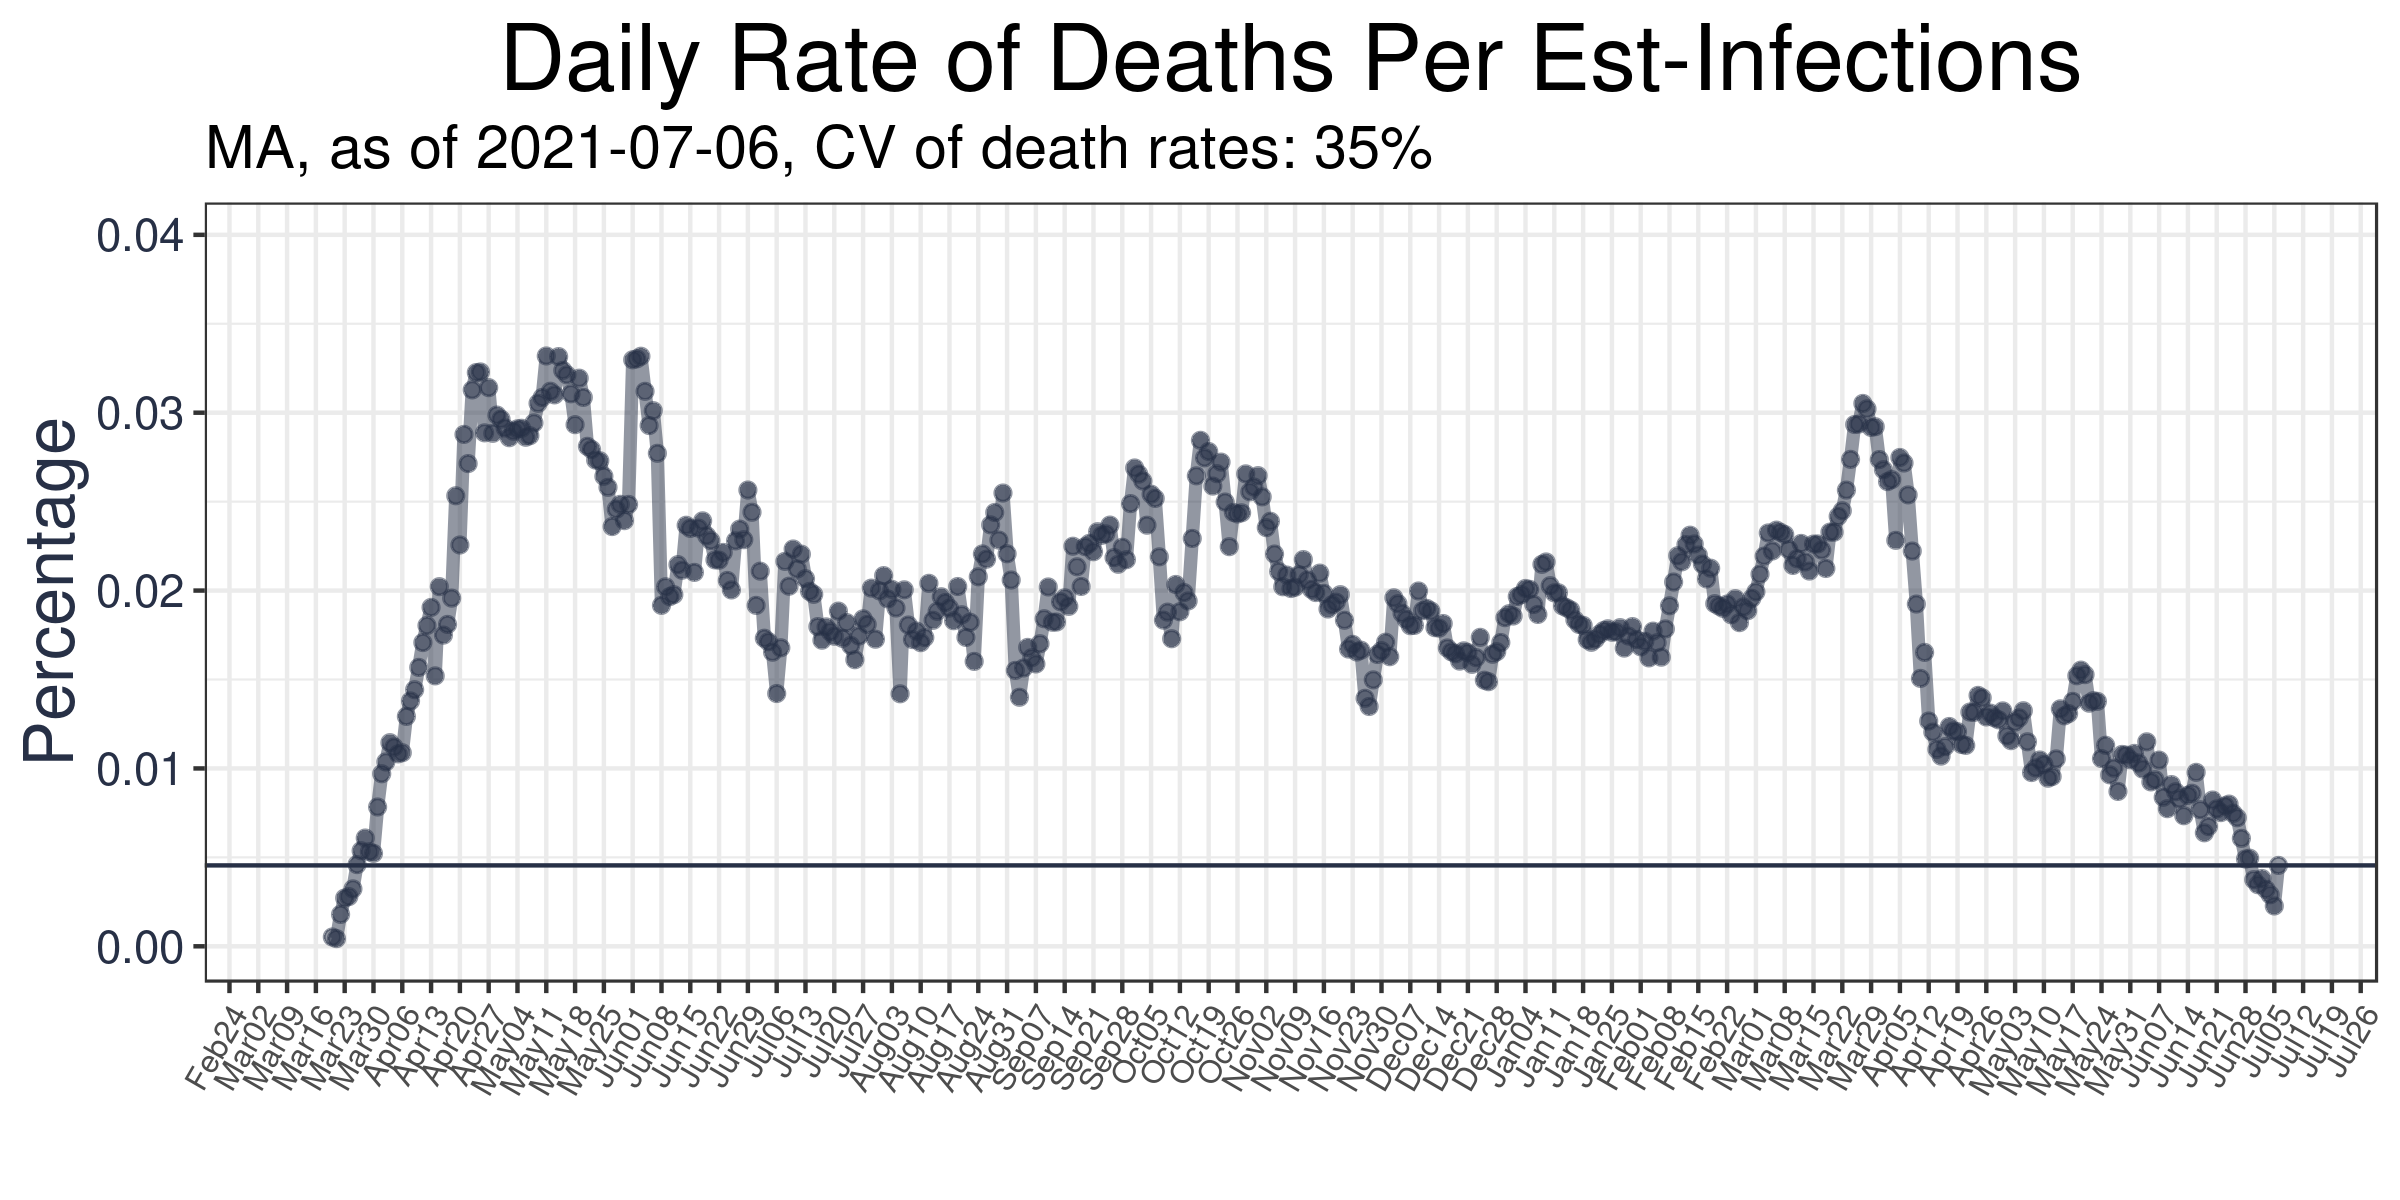 Daily Rate of Deaths Per Est-Infections
MA, as of 2021-07-06, CV of death rates: 35%
Percentage
0.04
0.03
0.02
0.01
0.00
Feb24
Mar02
Mar09
Mar16
Mar23
Mar30
Apr06
Apr13
Apr20
Apr27
May04
May11
May18
May25
Jun01
Jun08
Jun15
Jun22
Jun29
Jul06
Jul13
Jul20
Jul27
Aug03
Aug10
Aug17
Aug24
Aug31
Sep07
Sep14
Sep21
Sep28
Oct05
Oct12
Oct19
Oct26
Nov02
Nov09
Nov16
Nov23
Nov30
Dec07
Dec14
Dec21
Dec28
Jan04
Jan11
Jan18
Jan25
Feb01
Feb08
Feb15
Feb22
Mar01
Mar08
Mar15
Mar22
Mar29
Apr05
Apr12
Apr19
Apr26
May03
May10
May17
May24
May31
Jun07
Jun14
Jun21
Jun28
Jul05
Jul12
Jul19
Jul26